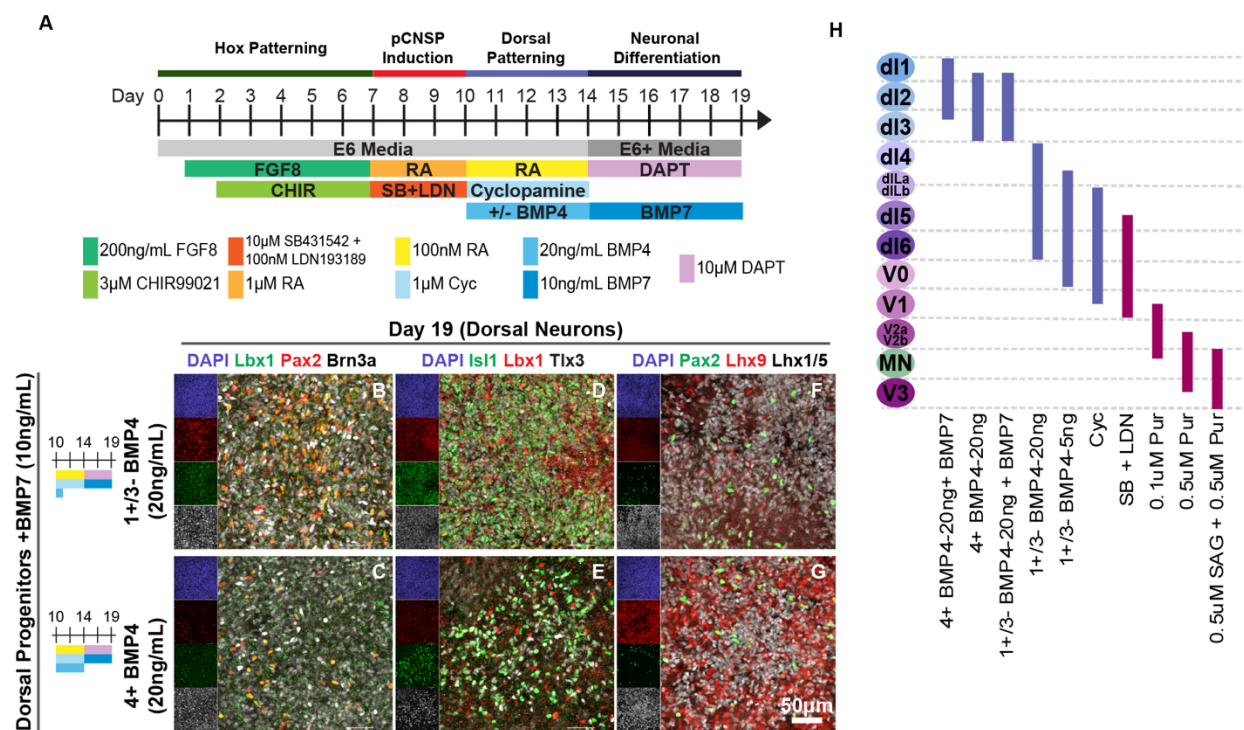 A
Hox Patterning
pCNSP
Induction
Dorsal
Patterning
Neuronal
Differentiation
Day 0 1 2 3 4 5 6 7 8 9 10 11 12 13 14 15 16 17 18 19
E6 Media E6+ Media
FGF8 RA RA DAPT
CHIR SB+LDN Cyclopamine
+/- BMP4 BMP7
200ng/mL FGF8
3µM CHIR99021
10µM SB431542 +
100nM LDN193189
1µM RA
100nM RA
1µM Cyc
20ng/mL BMP4
10ng/mL BMP7
10µM DAPT
Day 19 (Dorsal Neurons)
DAPI Lbx1 Pax2 Brn3a
DAPI Isl1 Lbx1 Tlx3
DAPI Pax2 Lhx9 Lhx1/5
Dorsal Progenitors +BMP7 (10ng/mL)
10 14 19
1+/3- BMP4
(20ng/mL)
B
D
F
10 14 19
4+ BMP4
(20ng/mL)
C
E
G
50µm
H
dI1
dI2
dI3
dI4
dILa
dILb
dI5
dI6
V0
V1
V2a
V2b
MN
V3
4+ BMP4-20ng+ BMP7
4+ BMP4-20ng
1+/3- BMP4-20ng + BMP7
1+/3- BMP4-20ng
1+/3- BMP4-5ng
Cyc
SB + LDN
0.1uM Pur
0.5uM Pur
0.5uM SAG + 0.5uM Pur